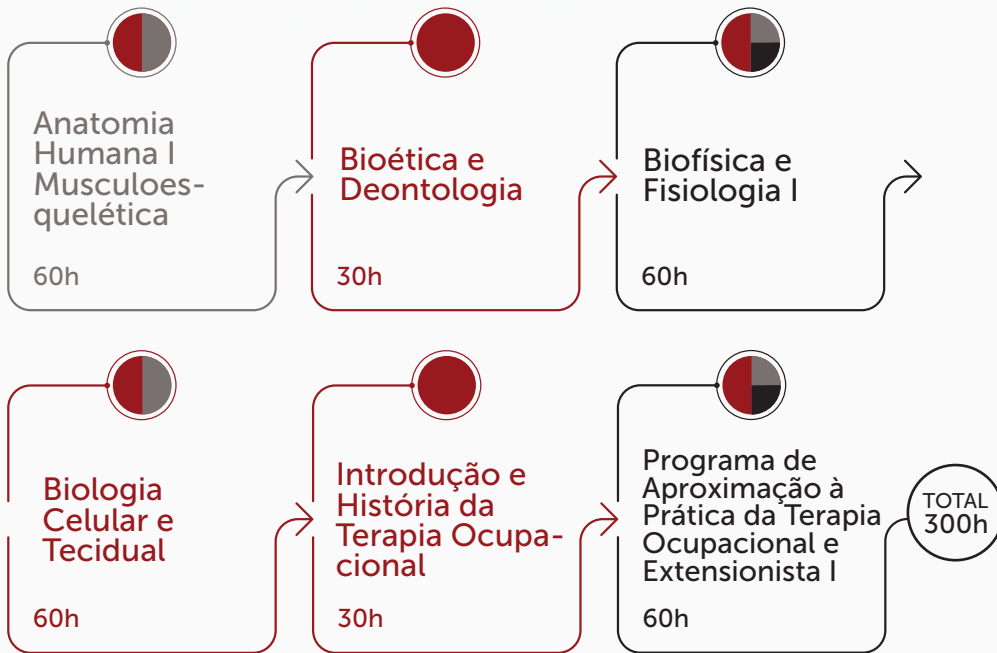 Anatomia
Humana I
Musculoes-
quelética
60h
Bioética e
Deontologia
30h
Biofísica e
Fisiologia I
60h
Biologia
Celular e
Tecidual
60h
Introdução e
História da
Terapia Ocupa-
cional
30h
Programa de
Aproximação à
Prática da Terapia
Ocupacional e
Extensionista I
60h
TOTAL
300h